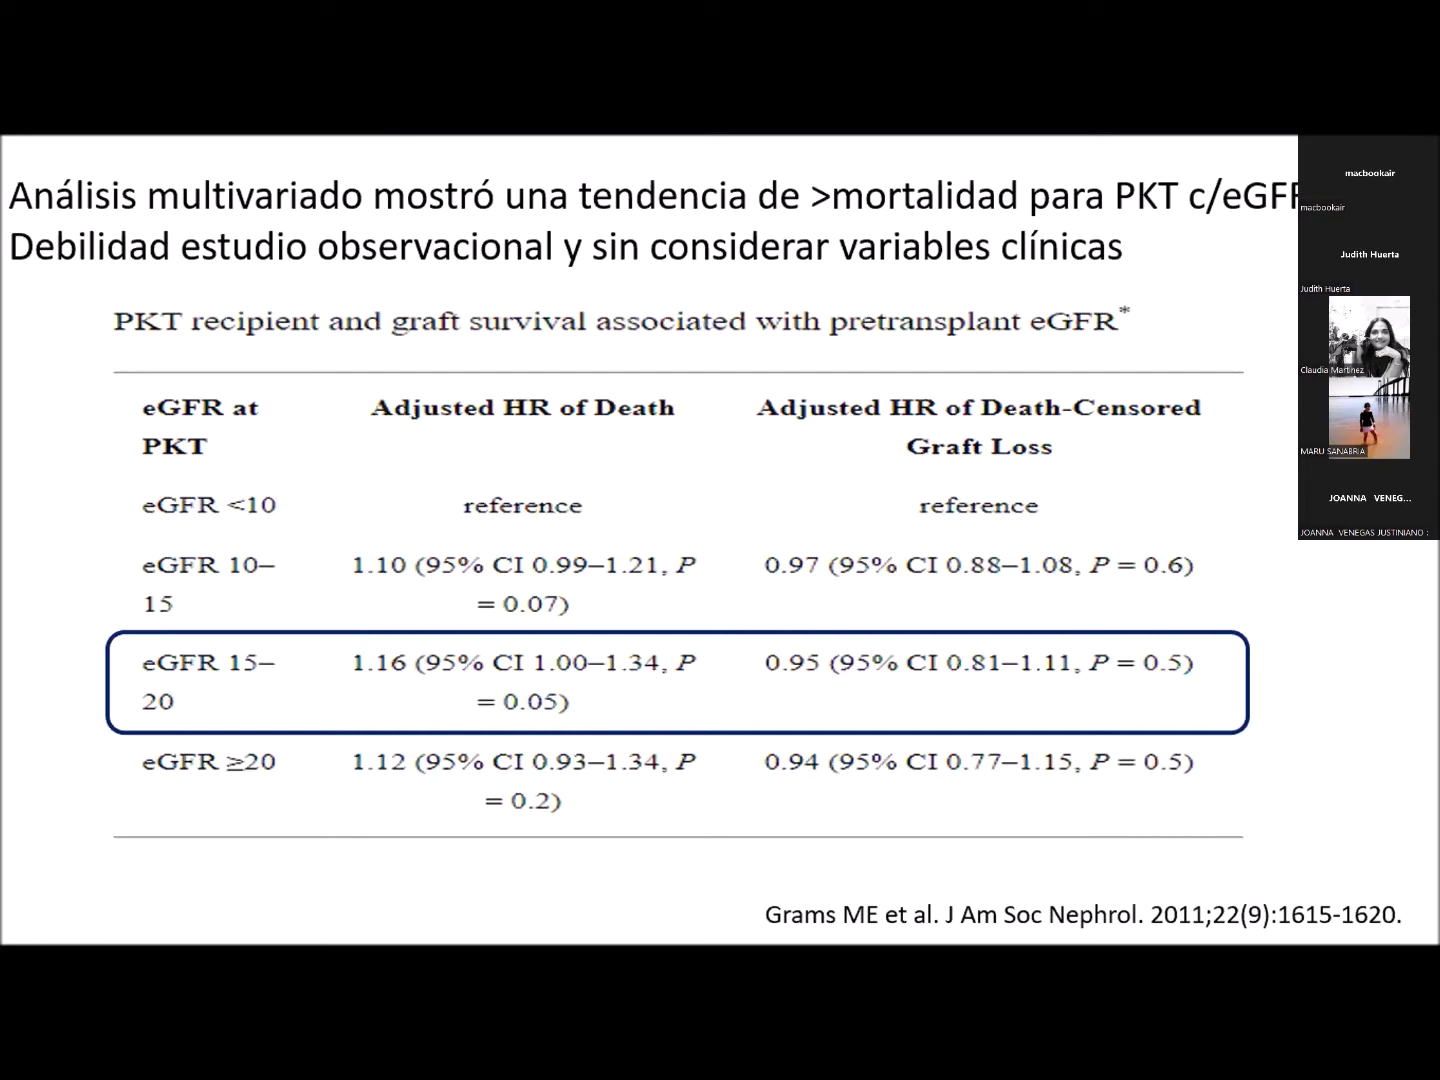 Análisis multivariado mostró una tendencia de >mortalidad para PKT c/eGFR
Debilidad estudio observacional y sin considerar variables clínicas
PKT recipient and graft survival associated with pretransplant eGFR*
eGFR at PKT
Adjusted HR of Death
Adjusted HR of Death-Censored Graft Loss
eGFR <10
reference
reference
eGFR 10–15
1.10 (95% CI 0.99–1.21, P = 0.07)
0.97 (95% CI 0.88–1.08, P = 0.6)
eGFR 15–20
1.16 (95% CI 1.00–1.34, P = 0.05)
0.95 (95% CI 0.81–1.11, P = 0.5)
eGFR ≥20
1.12 (95% CI 0.93–1.34, P = 0.2)
0.94 (95% CI 0.77–1.15, P = 0.5)
Grams ME et al. J Am Soc Nephrol. 2011;22(9):1615-1620.
macbookair
macbookair
Judith Huerta
Judith Huerta
Claudia Martinez
MARU SANABRIA
JOANNA VENEG...
JOANNA VENEGAS JUSTINIANO :